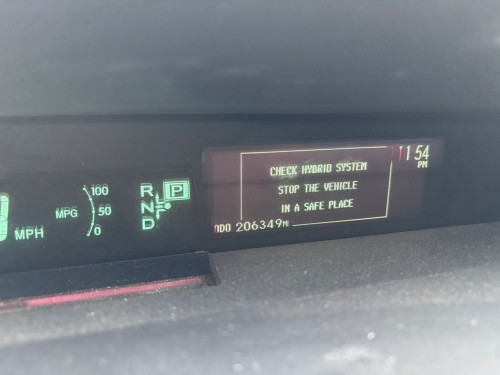 CHECK HYBRID SYSTEM
STOP THE VEHICLE
IN A SAFE PLACE
11:54
PM
ODO 206349MI
MPH
MPG
100
50
0
R
N
D
P
F